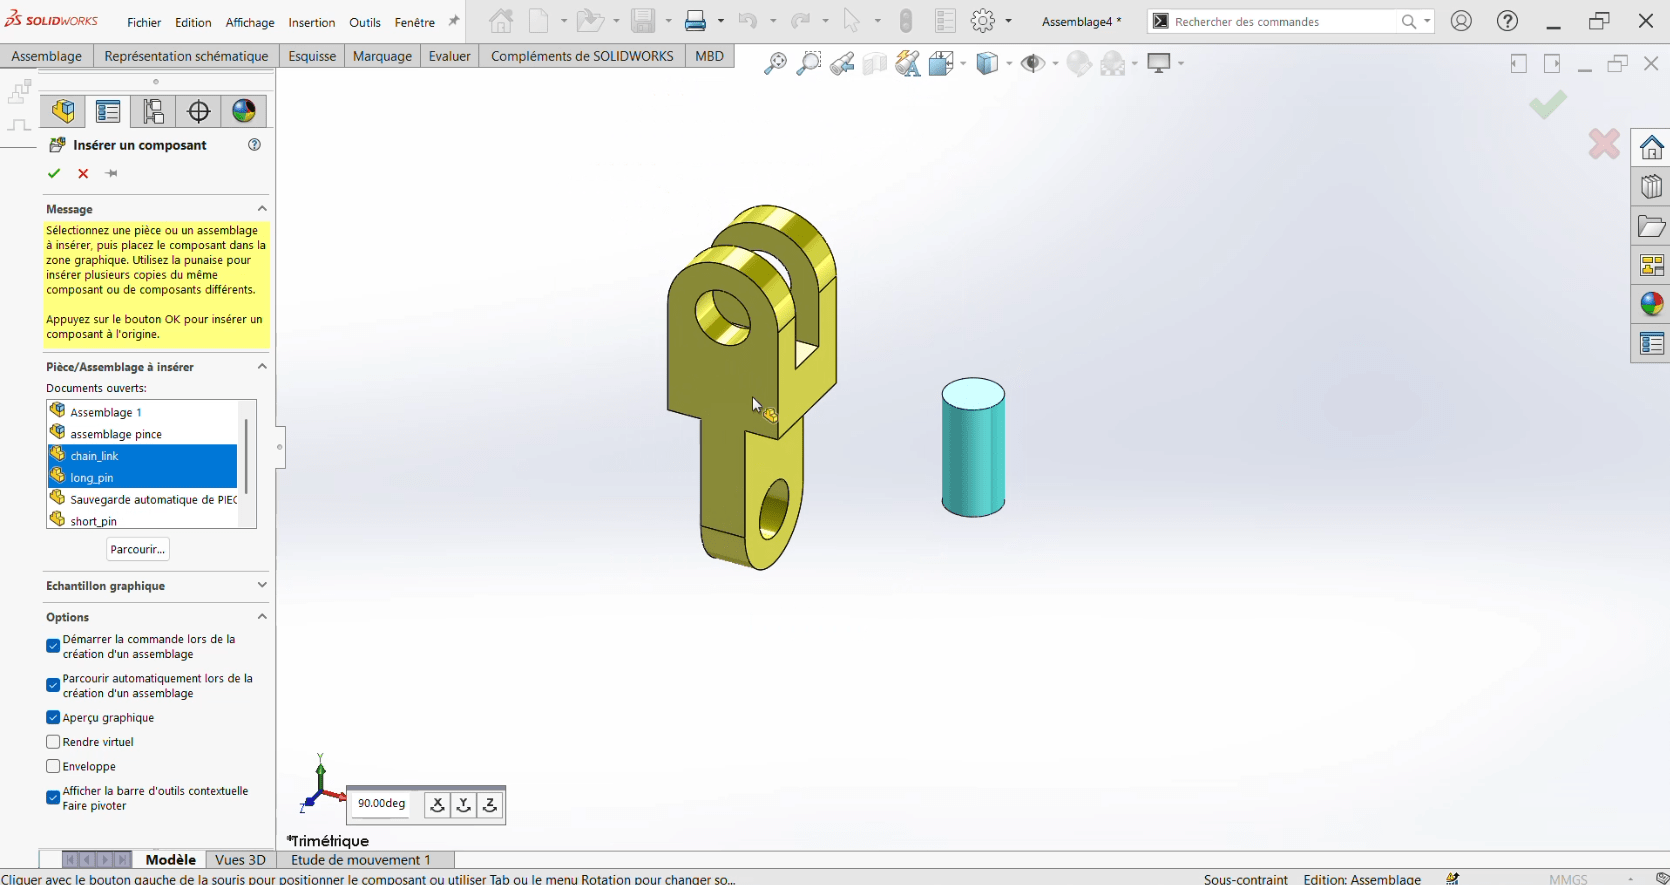 SOLIDWORKS
Fichier Edition Affichage Insertion Outils Fenêtre
Assemblage4 *
Rechercher des commandes
Assemblage Représentation schématique Esquisse Marquage Evaluer Compléments de SOLIDWORKS MBD
Insérer un composant
Message
Sélectionnez une pièce ou un assemblage
à insérer, puis placez le composant dans la
zone graphique. Utilisez la punaise pour
insérer plusieurs copies du même
composant ou de composants différents.
Appuyez sur le bouton OK pour insérer un
composant à l'origine.
Pièce/Assemblage à insérer
Documents ouverts:
Assemblage 1
assemblage pince
chain_link
long_pin
Sauvegarde automatique de PIEC
short_pin
Parcourir...
Echantillon graphique
Options
Démarrer la commande lors de la
création d'un assemblage
Parcourir automatiquement lors de la
création d'un assemblage
Aperçu graphique
Rendre virtuel
Enveloppe
Afficher la barre d'outils contextuelle
Faire pivoter
Y
Z
90.00deg X Y Z
*Trimétrique
Modèle Vues 3D Etude de mouvement 1
Cliquer avec le bouton gauche de la souris pour positionner le composant ou utiliser Tab ou le menu Rotation pour changer so...
Sous-contraint Edition: Assemblage MMGS